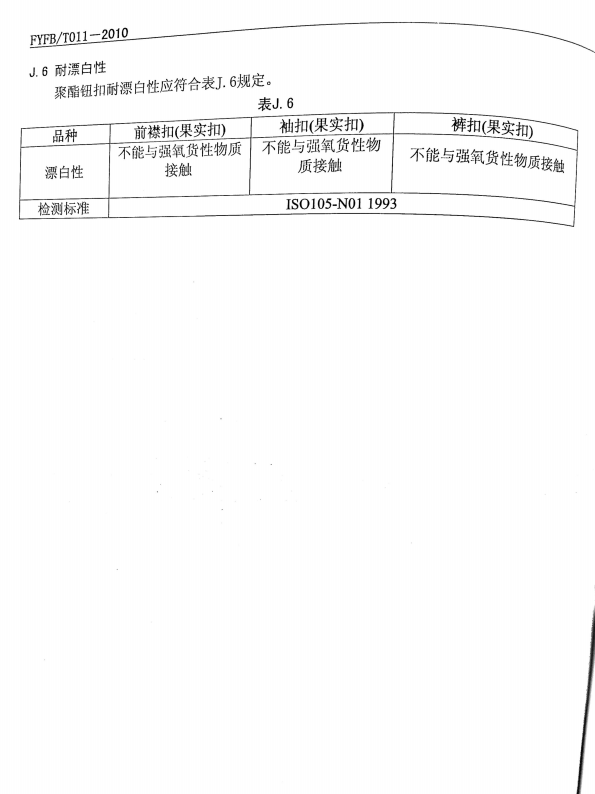 FYFB/T011—2010
J.6 耐漂白性
聚酯钮扣耐漂白性应符合表J.6规定。
表J.6
品种 前襟扣(果实扣) 袖扣(果实扣) 裤扣(果实扣)
漂白性 不能与强氧货性物质接触 不能与强氧货性物质接触 不能与强氧货性物质接触
检测标准 ISO105-N01 1993